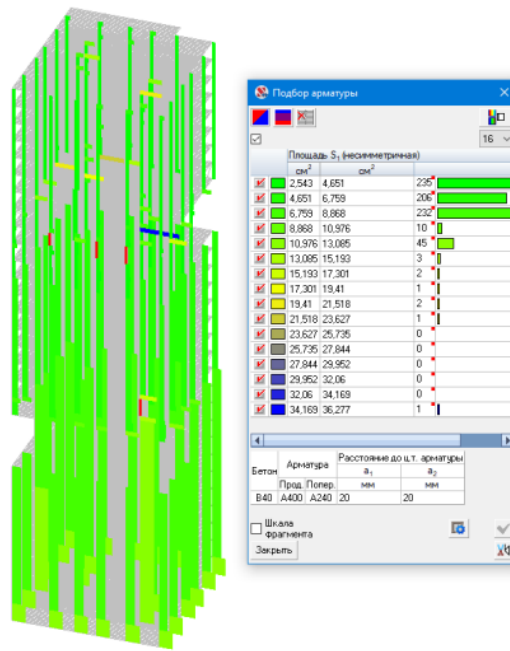 Подбор арматуры
16
Площадь S1 (несимметричная)
см2 см2
2,543 4,651 235
4,651 6,759 206
6,759 8,868 232
8,868 10,976 10
10,976 13,085 45
13,085 15,193 3
15,193 17,301 2
17,301 19,41 1
19,41 21,518 2
21,518 23,627 1
23,627 25,735 0
25,735 27,844 0
27,844 29,952 0
29,952 32,06 0
32,06 34,169 0
34,169 36,277 1
Бетон Арматура Расстояние до ц.т. арматуры
a1 a2
Прод. Попер. мм мм
B40 A400 A240 20 20
Шкала
фрагмента
Закрыть